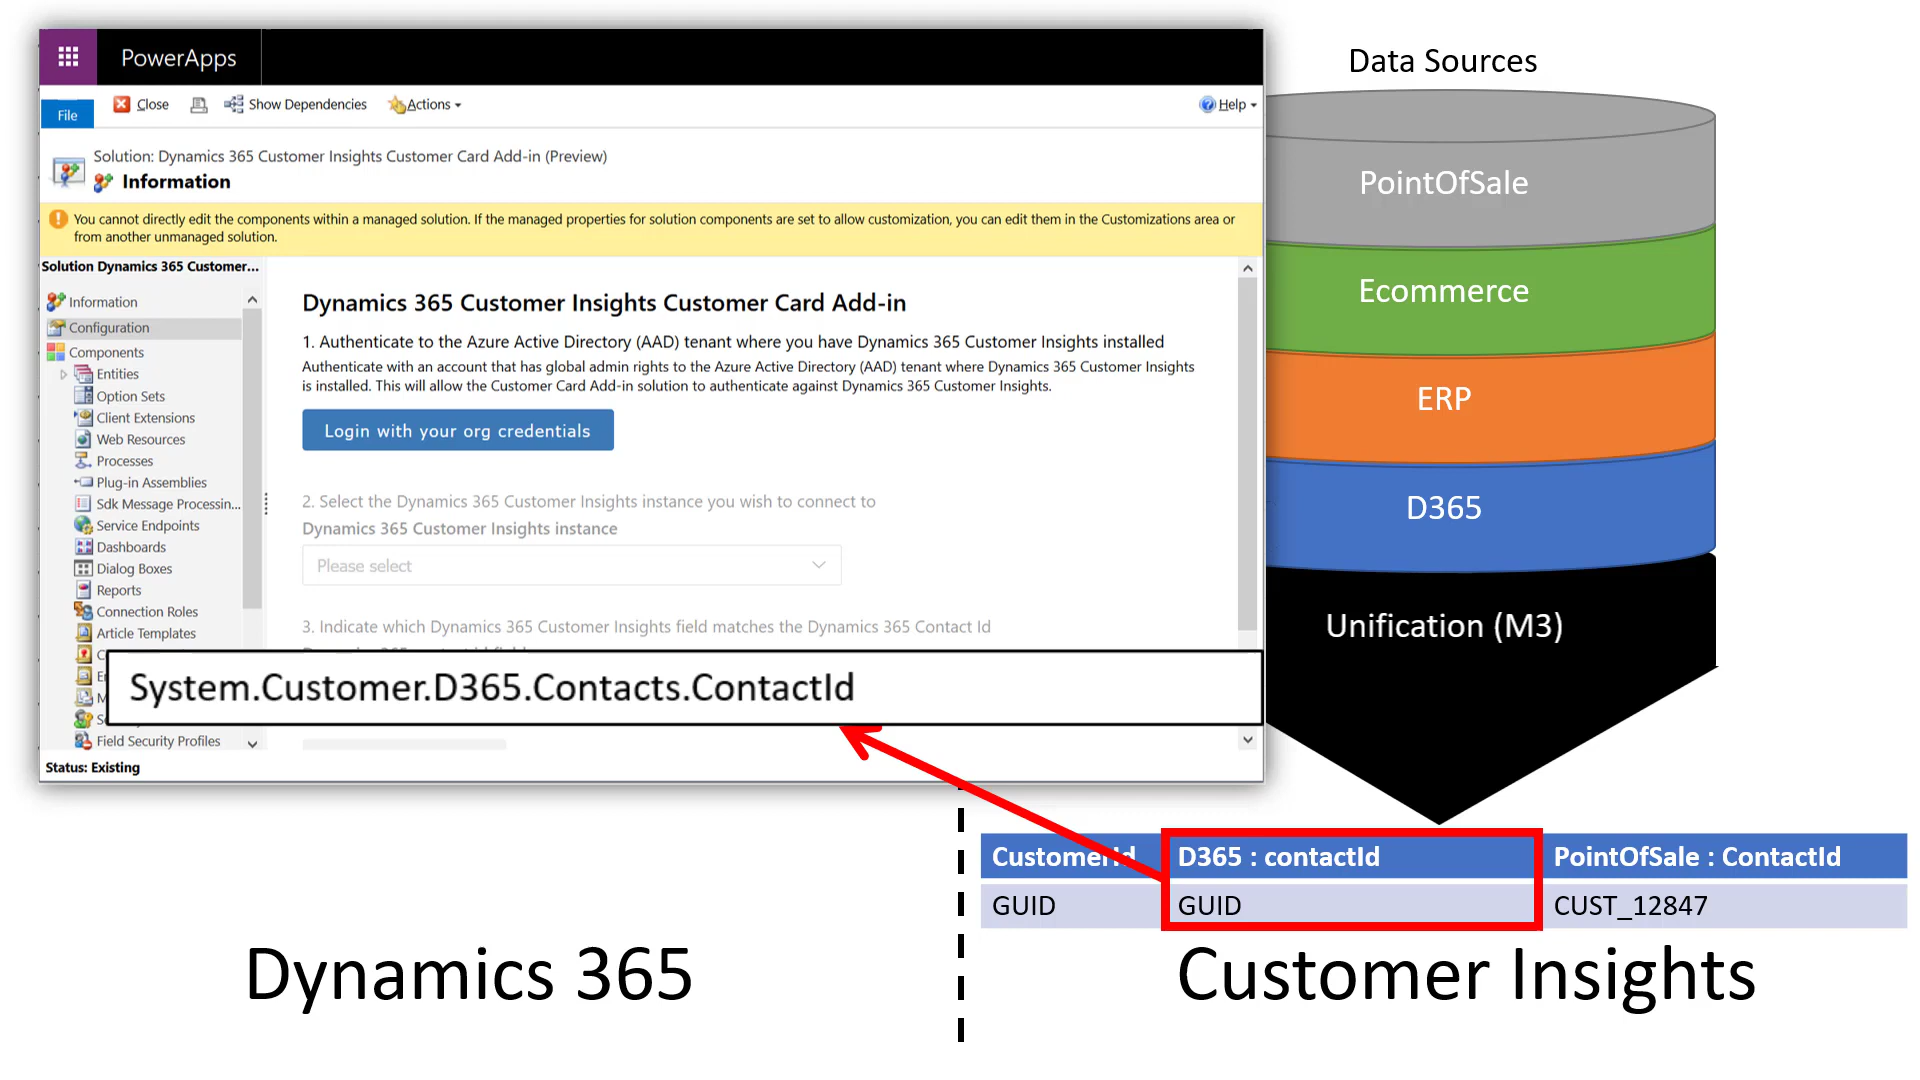 PowerApps
File
Close
Show Dependencies
Actions
Help
Solution: Dynamics 365 Customer Insights Customer Card Add-in (Preview)
Information
You cannot directly edit the components within a managed solution. If the managed properties for solution components are set to allow customization, you can edit them in the Customizations area or
from another unmanaged solution.
Solution Dynamics 365 Customer...
Information
Configuration
Components
Entities
Option Sets
Client Extensions
Web Resources
Processes
Plug-in Assemblies
Sdk Message Processin...
Service Endpoints
Dashboards
Dialog Boxes
Reports
Connection Roles
Article Templates
Field Security Profiles
Status: Existing
Dynamics 365 Customer Insights Customer Card Add-in
1. Authenticate to the Azure Active Directory (AAD) tenant where you have Dynamics 365 Customer Insights installed
Authenticate with an account that has global admin rights to the Azure Active Directory (AAD) tenant where Dynamics 365 Customer Insights
is installed. This will allow the Customer Card Add-in solution to authenticate against Dynamics 365 Customer Insights.
Login with your org credentials
2. Select the Dynamics 365 Customer Insights instance you wish to connect to
Dynamics 365 Customer Insights instance
Please select
3. Indicate which Dynamics 365 Customer Insights field matches the Dynamics 365 Contact Id
System.Customer.D365.Contacts.ContactId
Data Sources
PointOfSale
Ecommerce
ERP
D365
Unification (M3)
CustomerId D365 : contactId PointOfSale : ContactId
GUID GUID CUST_12847
Dynamics 365
Customer Insights